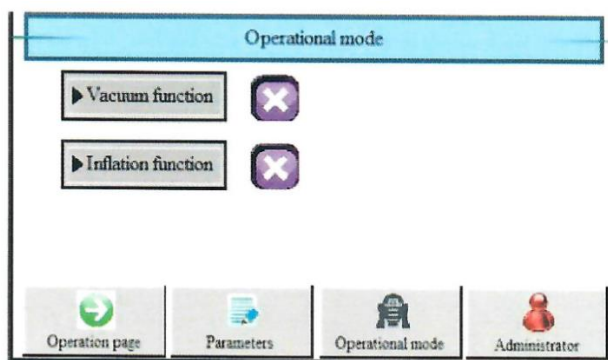 Operational mode
Vacuum function
Inflation function
Operation page
Parameters
Operational mode
Administrator